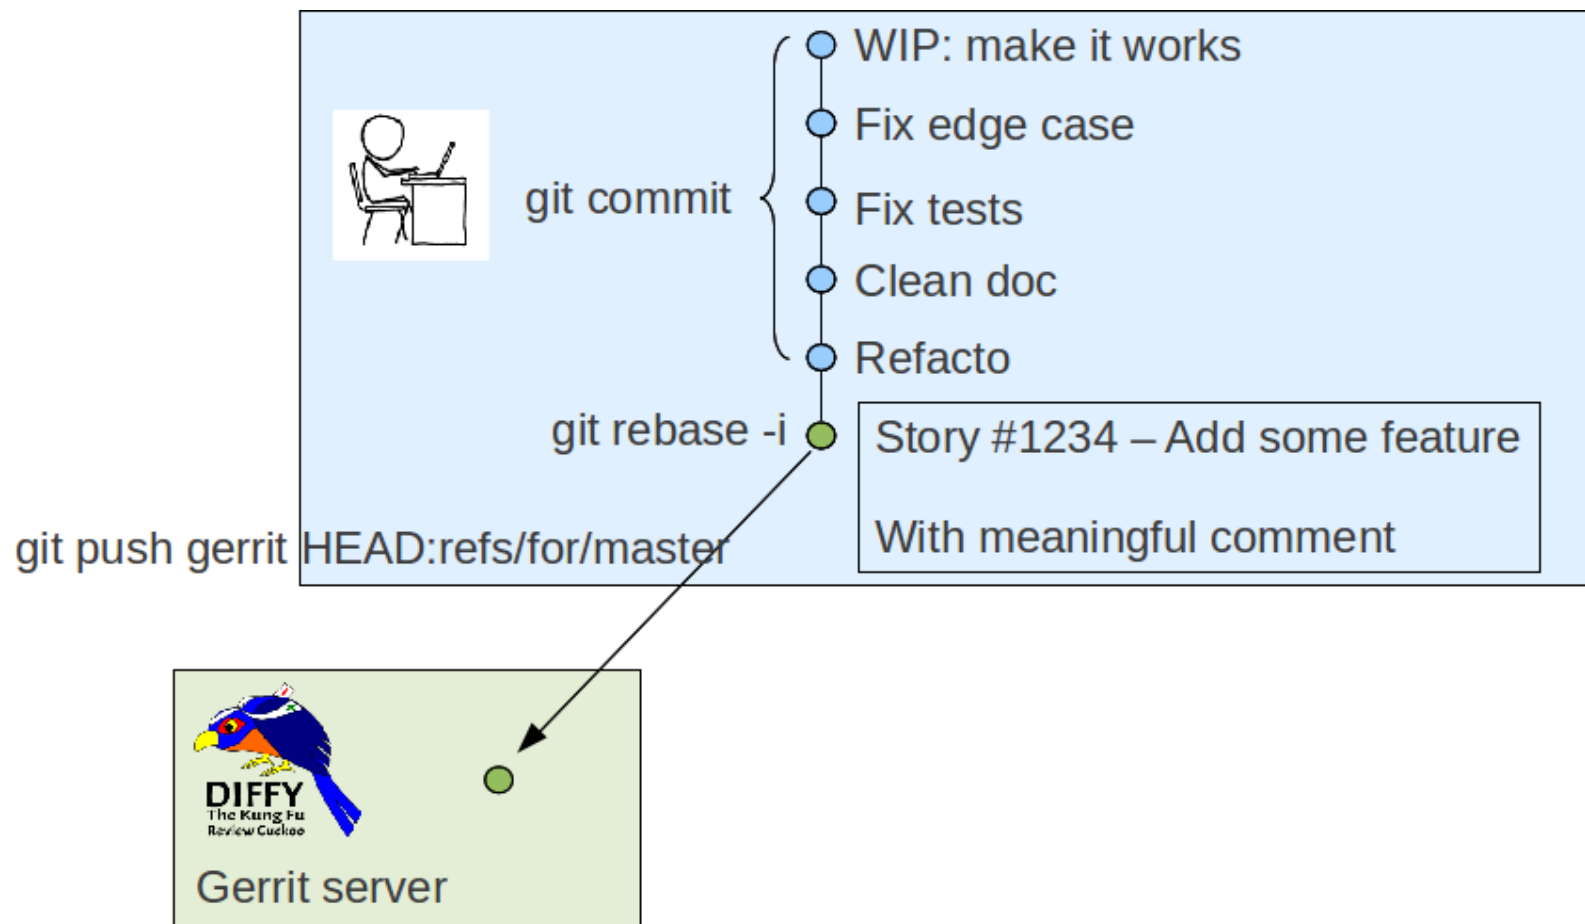 WIP: make it works
Fix edge case
git commit
Fix tests
Clean doc
Refacto
git rebase -i
Story #1234 – Add some feature
With meaningful comment
git push gerrit HEAD:refs/for/master
DIFFY
The Kung Fu
Review Cuckoo
Gerrit server